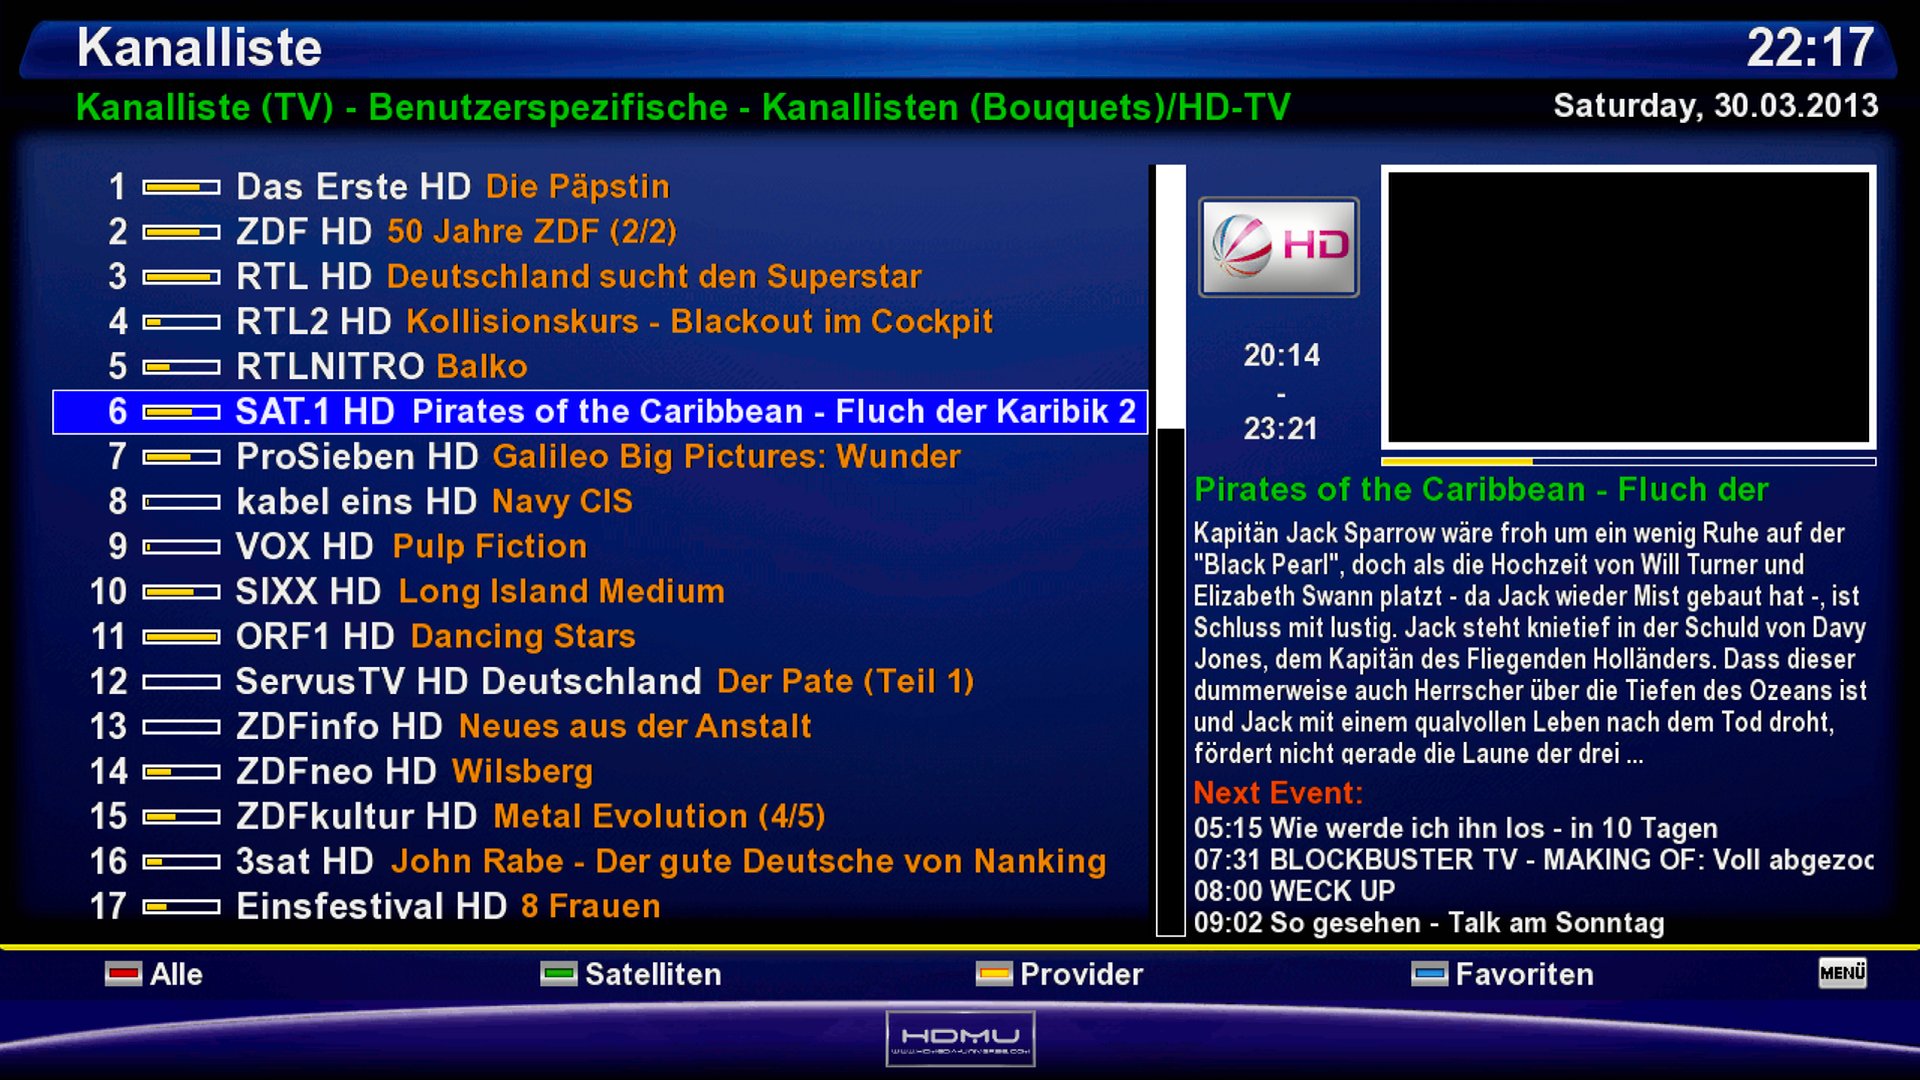 Kanalliste
22:17
Kanalliste (TV) - Benutzerspezifische - Kanallisten (Bouquets)/HD-TV
Saturday, 30.03.2013
1 Das Erste HD Die Päpstin
2 ZDF HD 50 Jahre ZDF (2/2)
3 RTL HD Deutschland sucht den Superstar
4 RTL2 HD Kollisionskurs - Blackout im Cockpit
5 RTLNITRO Balko
6 SAT.1 HD Pirates of the Caribbean - Fluch der Karibik 2
7 ProSieben HD Galileo Big Pictures: Wunder
8 kabel eins HD Navy CIS
9 VOX HD Pulp Fiction
10 SIXX HD Long Island Medium
11 ORF1 HD Dancing Stars
12 ServusTV HD Deutschland Der Pate (Teil 1)
13 ZDFinfo HD Neues aus der Anstalt
14 ZDFneo HD Wilsberg
15 ZDFkultur HD Metal Evolution (4/5)
16 3sat HD John Rabe - Der gute Deutsche von Nanking
17 Einsfestival HD 8 Frauen
HD
20:14
-
23:21
Pirates of the Caribbean - Fluch der
Kapitän Jack Sparrow wäre froh um ein wenig Ruhe auf der
"Black Pearl", doch als die Hochzeit von Will Turner und
Elizabeth Swann platzt - da Jack wieder Mist gebaut hat -, ist
Schluss mit lustig. Jack steht knietief in der Schuld von Davy
Jones, dem Kapitän des Fliegenden Holländers. Dass dieser
dummerweise auch Herrscher über die Tiefen des Ozeans ist
und Jack mit einem qualvollen Leben nach dem Tod droht,
fördert nicht gerade die Laune der drei ...
Next Event:
05:15 Wie werde ich ihn los - in 10 Tagen
07:31 BLOCKBUSTER TV - MAKING OF: Voll abgezoc
08:00 WECK UP
09:02 So gesehen - Talk am Sonntag
Alle
Satelliten
Provider
Favoriten
MENÜ
HDMU